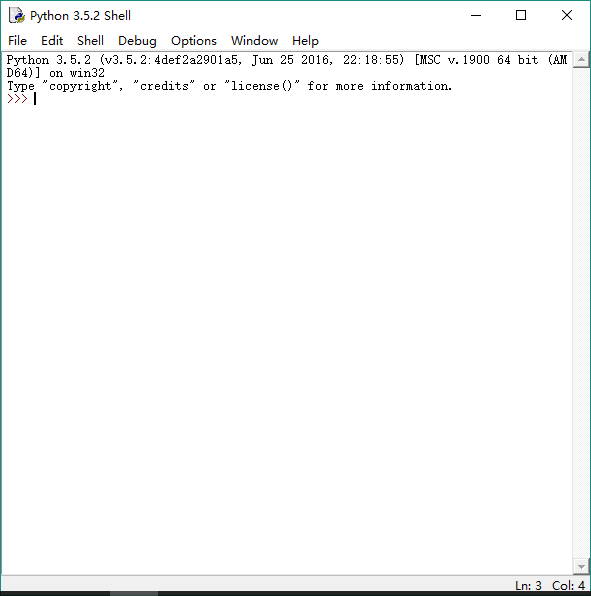 Python 3.5.2 Shell
File Edit Shell Debug Options Window Help
Python 3.5.2 (v3.5.2:4def2a2901a5, Jun 25 2016, 22:18:55) [MSC v.1900 64 bit (AM
D64)] on win32
Type "copyright", "credits" or "license()" for more information.
>>>
Ln: 3 Col: 4